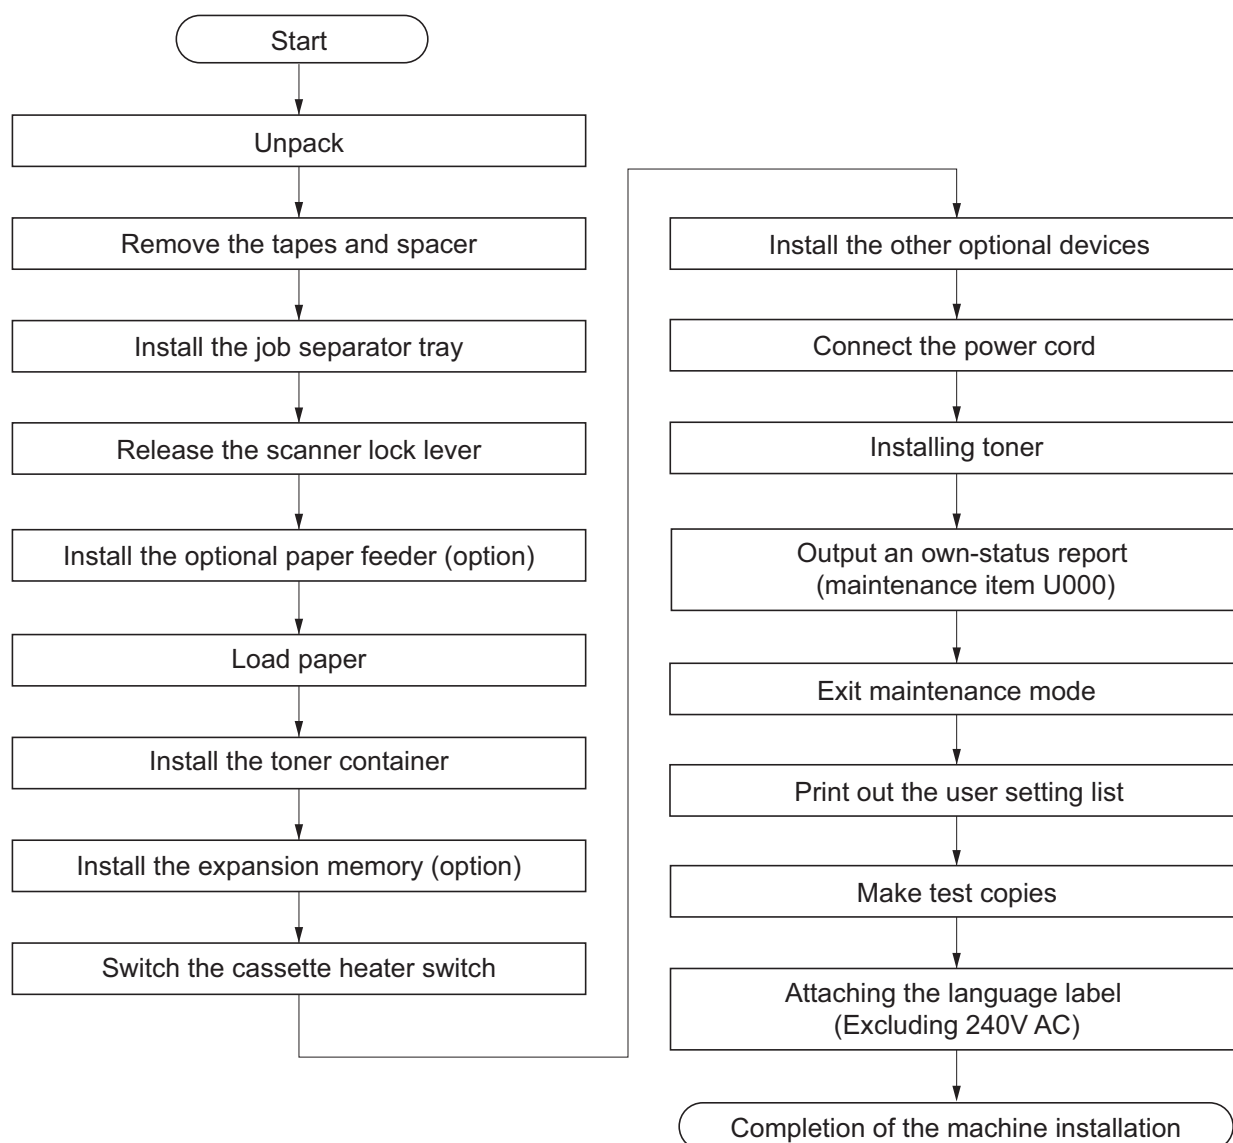 Start
Unpack
Remove the tapes and spacer
Install the job separator tray
Release the scanner lock lever
Install the optional paper feeder (option)
Load paper
Install the toner container
Install the expansion memory (option)
Switch the cassette heater switch
Install the other optional devices
Connect the power cord
Installing toner
Output an own-status report
(maintenance item U000)
Exit maintenance mode
Print out the user setting list
Make test copies
Attaching the language label
(Excluding 240V AC)
Completion of the machine installation